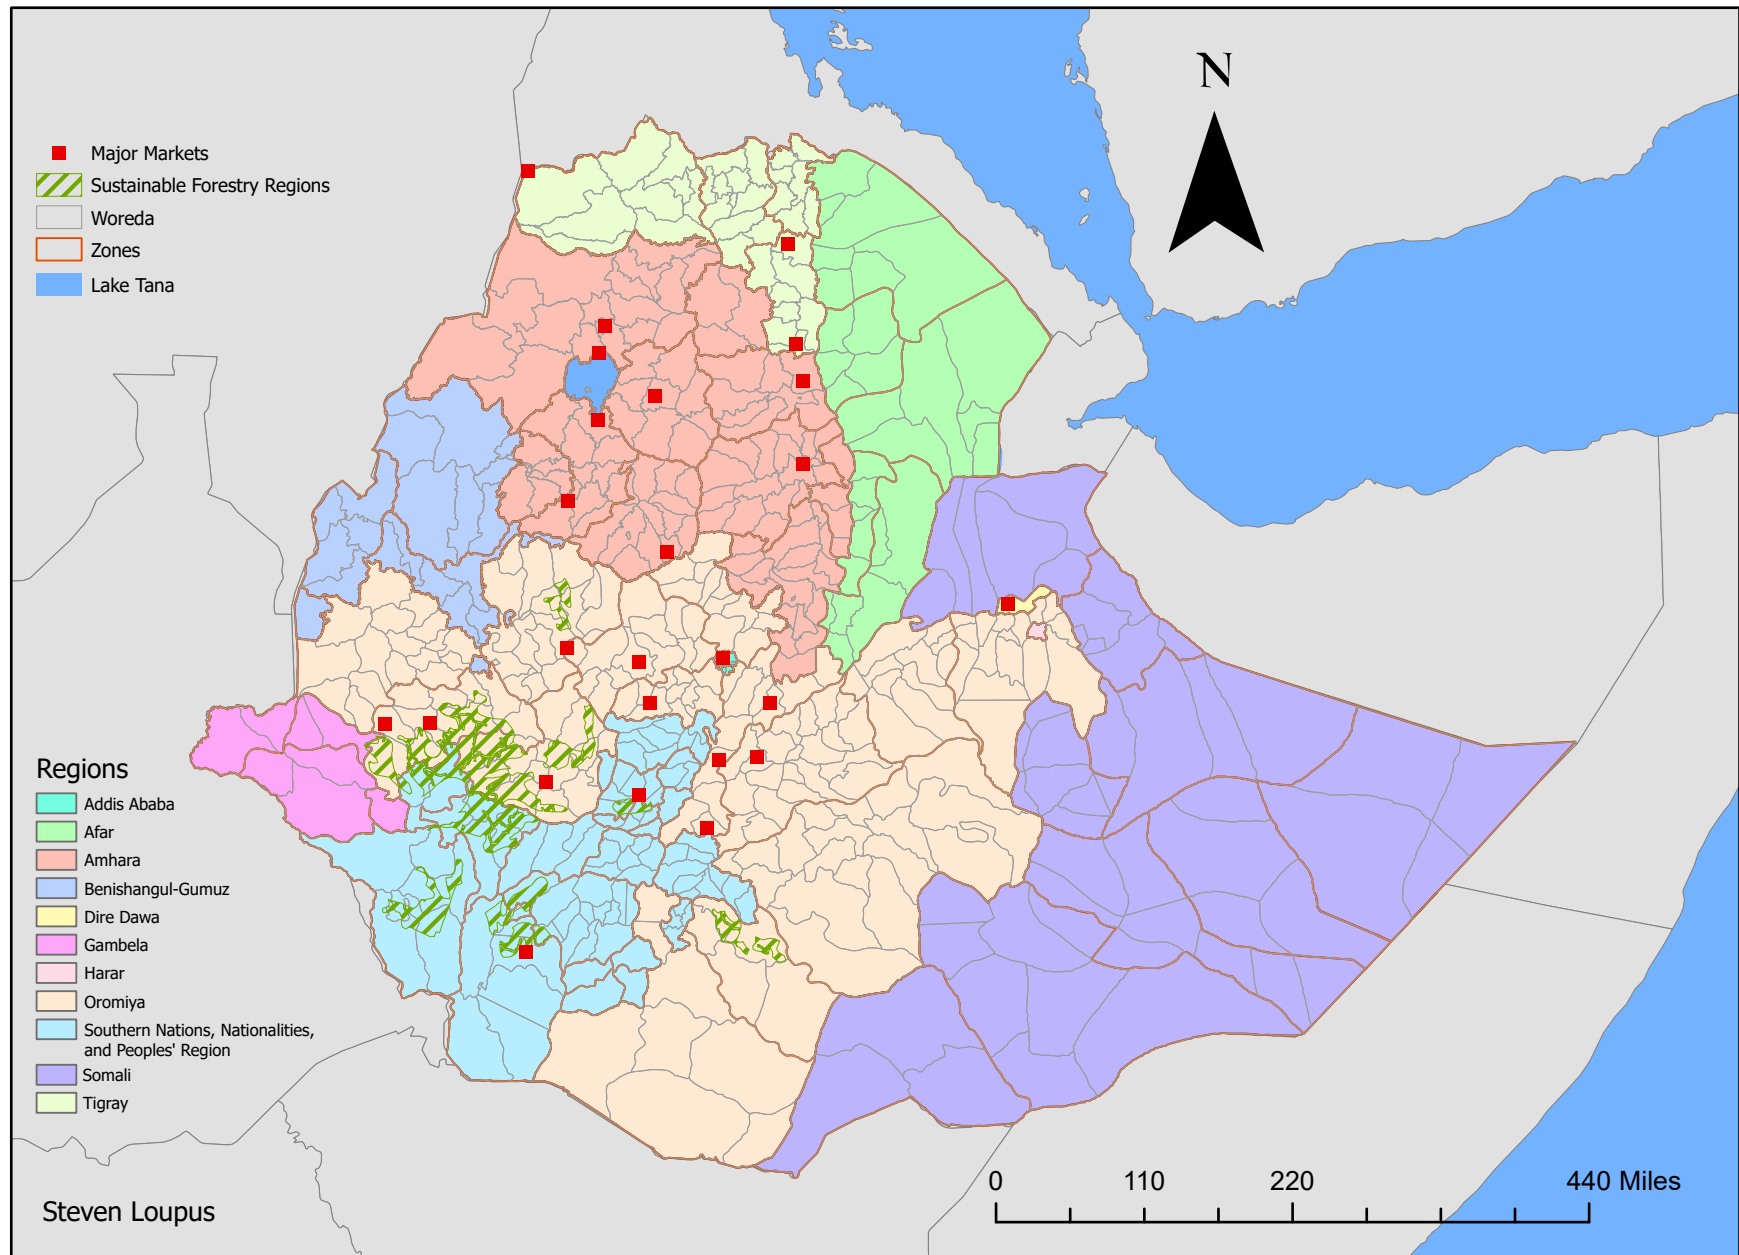 N
Major Markets
Sustainable Forestry Regions
Woreda
Zones
Lake Tana
Regions
Addis Ababa
Afar
Amhara
Benishangul-Gumuz
Dire Dawa
Gambela
Harar
Oromiya
Southern Nations, Nationalities,
and Peoples' Region
Somali
Tigray
0 110 220 440 Miles
Steven Loupus